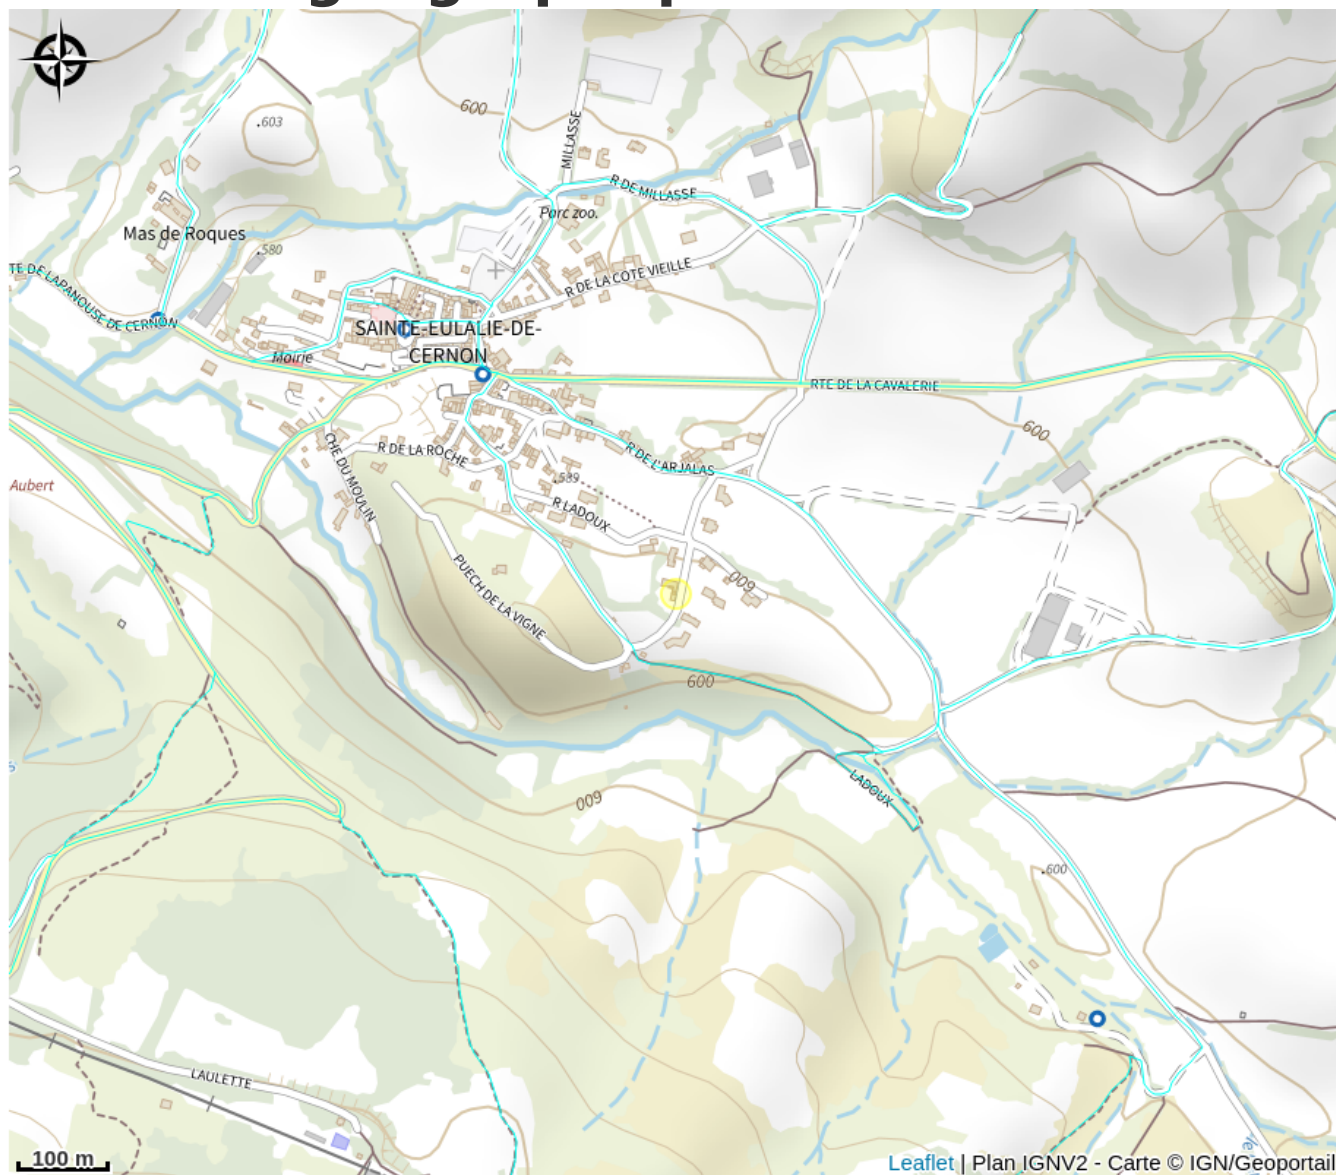 600
.603
MILLASSE
R DE MILLASSE
Parc zoo.
Mas de Roques
.580
R DE LA COTE VIEILLE
TE DE LAPANOUSE DE CERNON
SAINTE-EULALIE-DE-
CERNON
Mairie
RTE DE LA CAVALERIE
600
CHE DU MOULIN
R DE LA ROCHE
R DE L'ARJALAS
Aubert
.589
R LADOUX
PUECH DE LA VIGNE
600
600
LADOUX
600
.600
LAULETTE
100 m
Leaflet | Plan IGNV2 - Carte © IGN/Geoportail